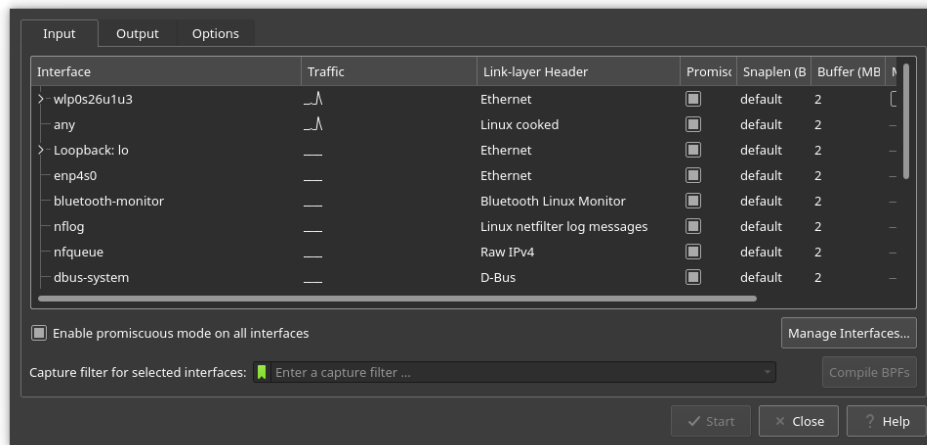 Input Output Options
Interface Traffic Link-layer Header Promisc Snaplen (B Buffer (MB
wlp0s26u1u3 Ethernet default 2
any Linux cooked default 2 —
Loopback: lo Ethernet default 2 —
enp4s0 Ethernet default 2 —
bluetooth-monitor Bluetooth Linux Monitor default 2 —
nflog Linux netfilter log messages default 2 —
nfqueue Raw IPv4 default 2 —
dbus-system D-Bus default 2 —
Enable promiscuous mode on all interfaces Manage Interfaces...
Capture filter for selected interfaces: Enter a capture filter ... Compile BPFs
Start Close ? Help